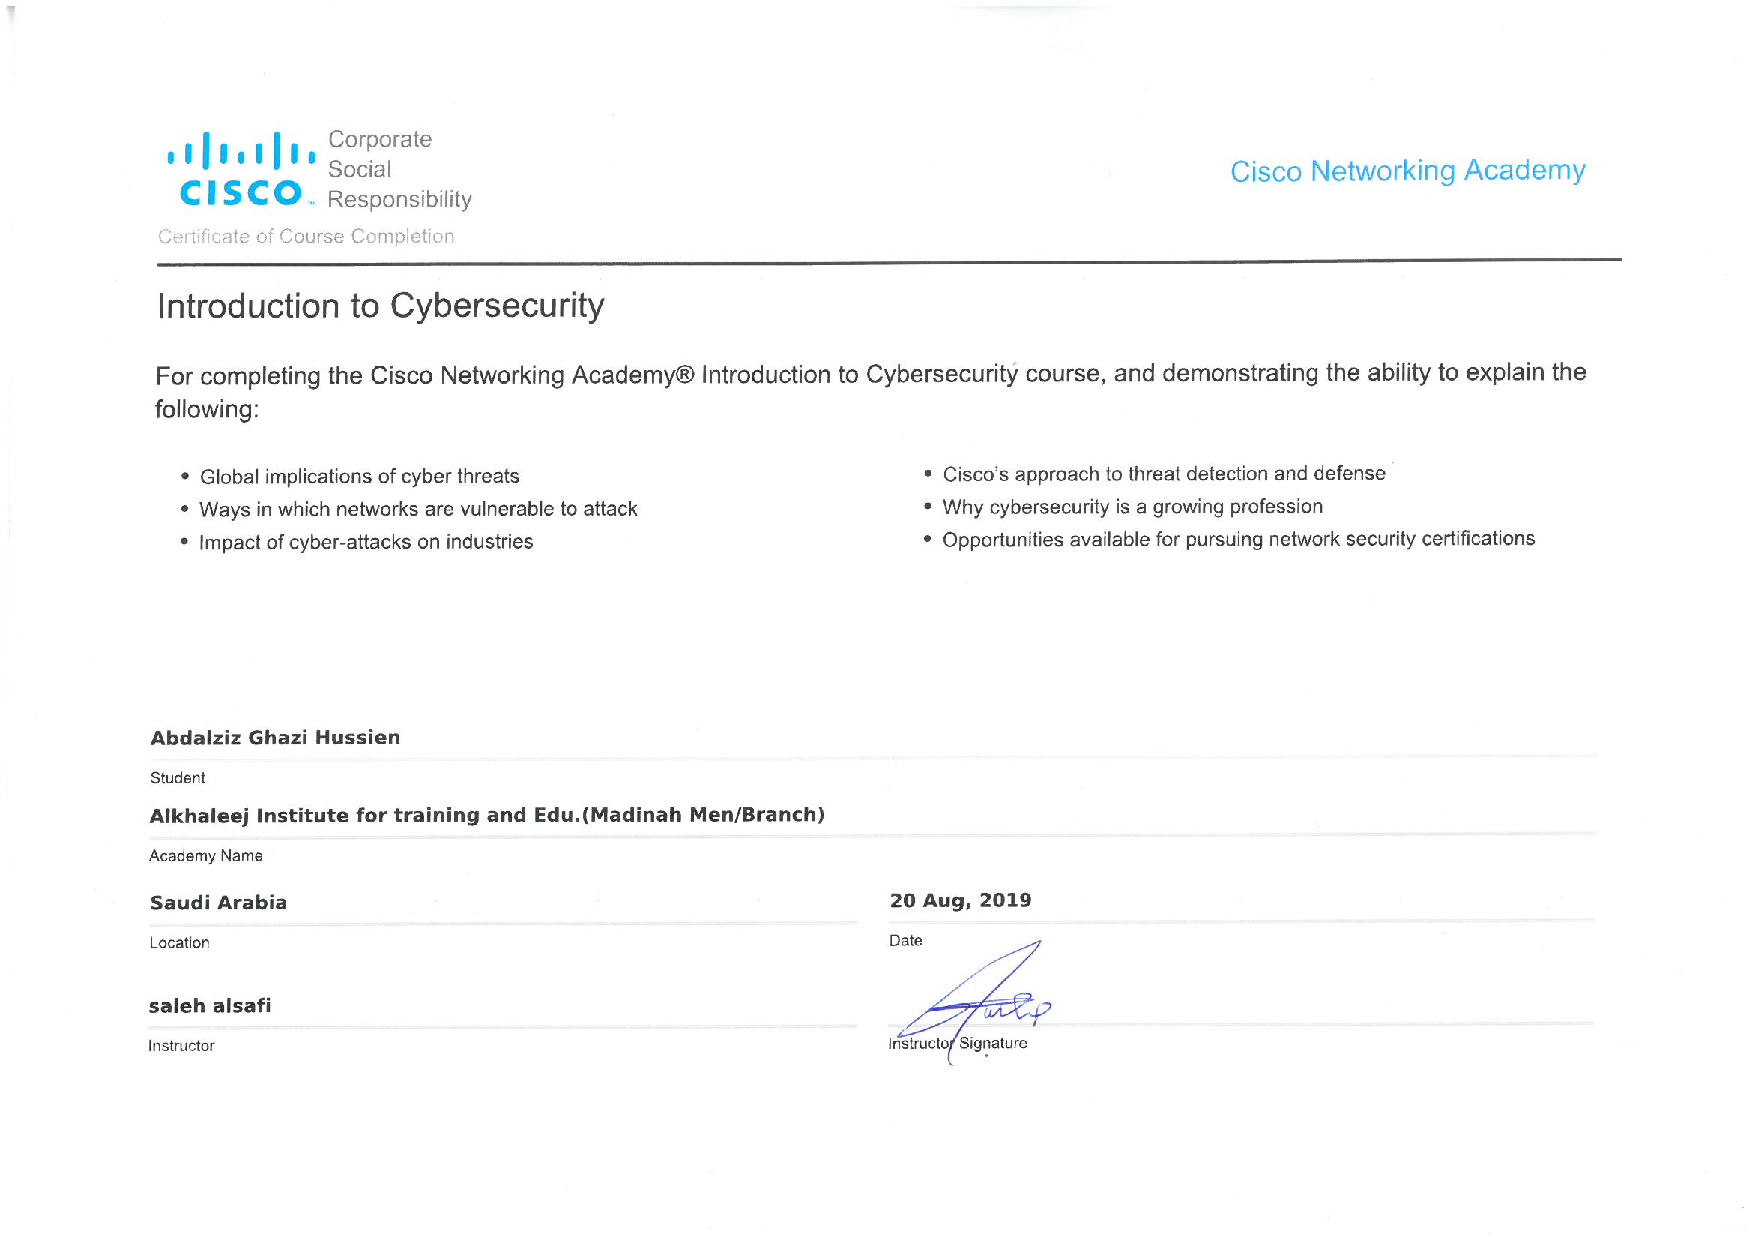 Corporate
Social
CISCO™ Responsibility
Cisco Networking Academy
Certificate of Course Completion
Introduction to Cybersecurity
For completing the Cisco Networking Academy® Introduction to Cybersecurity course, and demonstrating the ability to explain the
following:
• Global implications of cyber threats
• Ways in which networks are vulnerable to attack
• Impact of cyber-attacks on industries
• Cisco's approach to threat detection and defense
• Why cybersecurity is a growing profession
• Opportunities available for pursuing network security certifications
Abdalziz Ghazi Hussien
Student
Alkhaleej Institute for training and Edu.(Madinah Men/Branch)
Academy Name
Saudi Arabia
Location
20 Aug, 2019
Date
saleh alsafi
Instructor
Instructor Signature